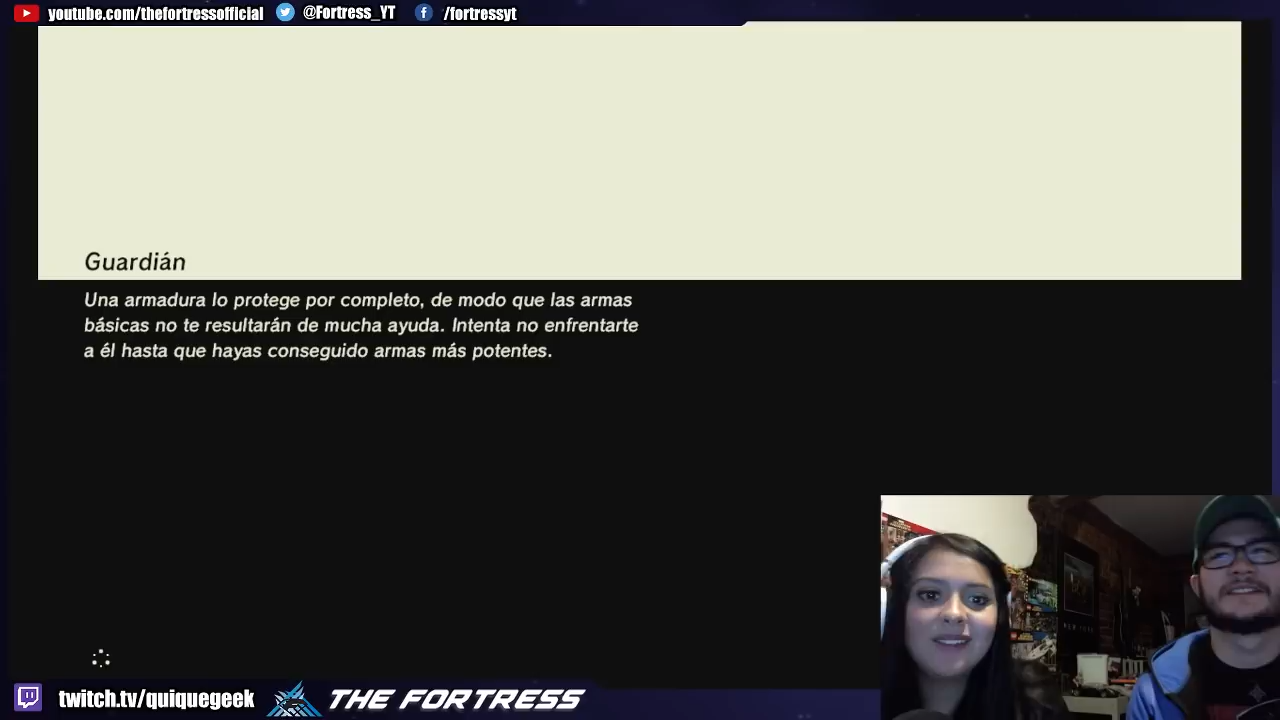 youtube.com/thefortressofficial @Fortress_YT /fortressyt
Guardián
Una armadura lo protege por completo, de modo que las armas
básicas no te resultarán de mucha ayuda. Intenta no enfrentarte
a él hasta que hayas conseguido armas más potentes.
twitch.tv/quiquegeek THE FORTRESS